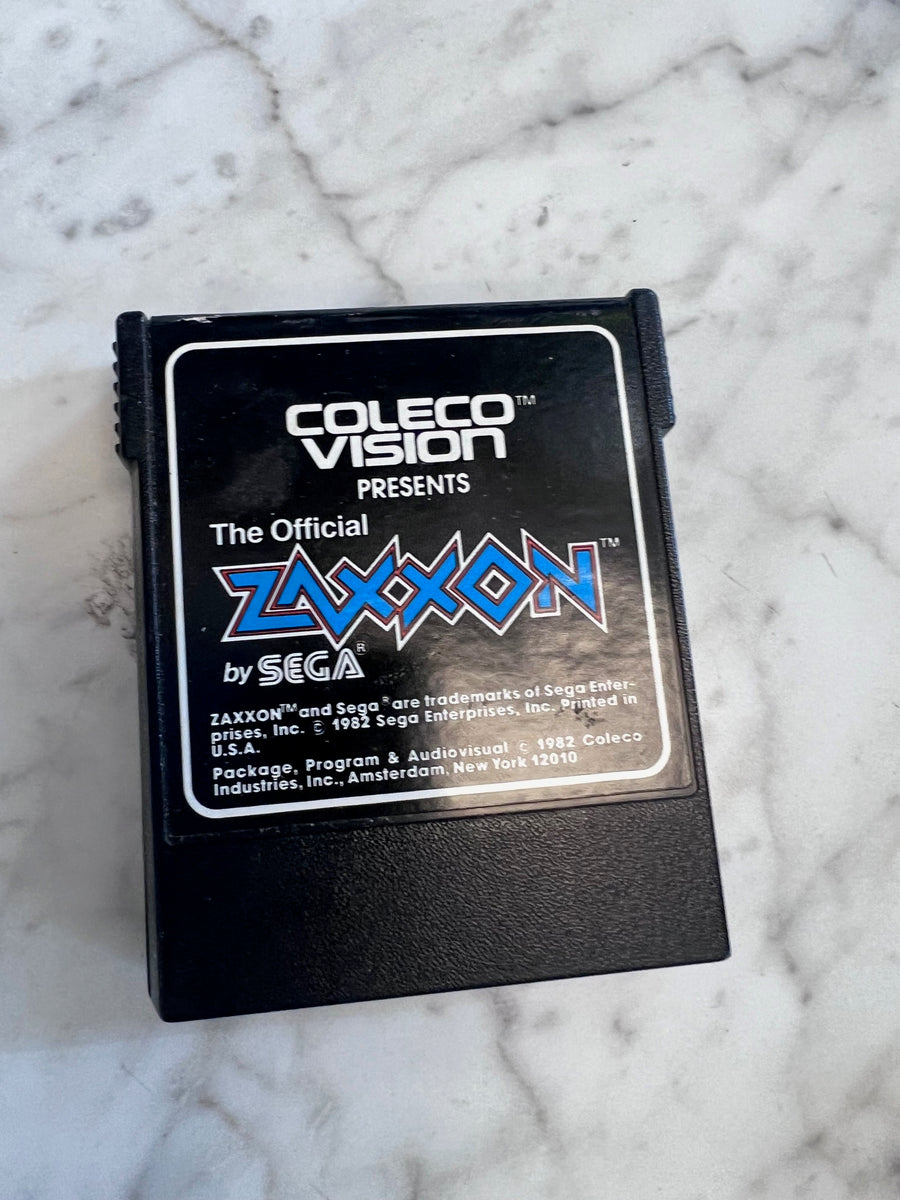 COLECO™
VISION
PRESENTS
The Official
ZAXXON™
by SEGA®
ZAXXON™ and Sega® are trademarks of Sega Enter-
prises, Inc. © 1982 Sega Enterprises, Inc. Printed in
U.S.A.
Package, Program & Audiovisual © 1982 Coleco
Industries, Inc., Amsterdam, New York 12010